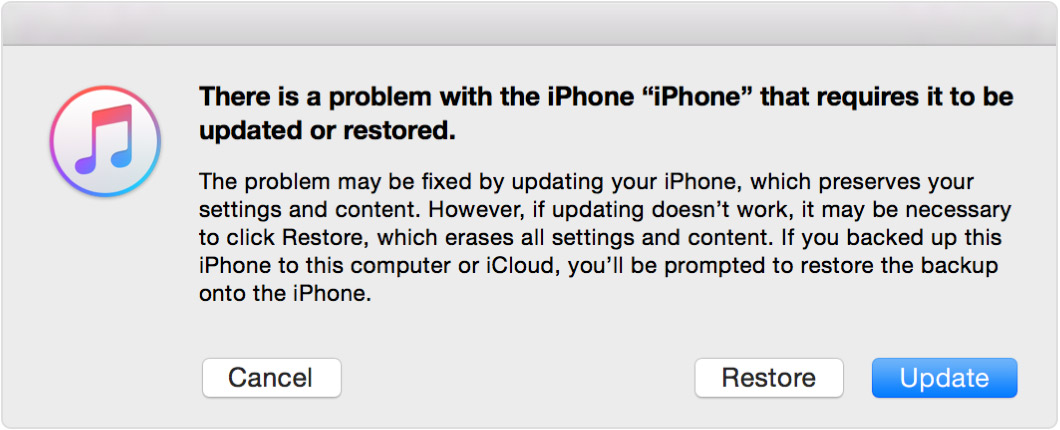 There is a problem with the iPhone “iPhone” that requires it to be
updated or restored.
The problem may be fixed by updating your iPhone, which preserves your
settings and content. However, if updating doesn’t work, it may be necessary
to click Restore, which erases all settings and content. If you backed up this
iPhone to this computer or iCloud, you’ll be prompted to restore the backup
onto the iPhone.
Cancel
Restore
Update